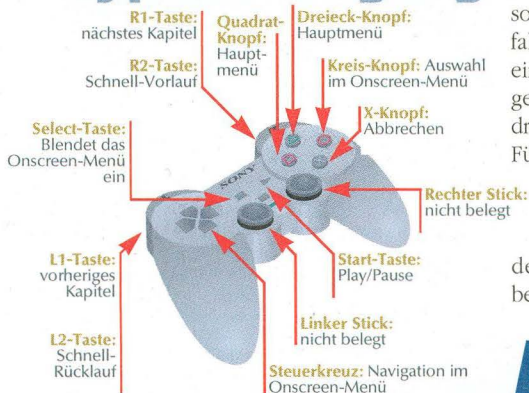 R1-Taste:
nächstes Kapitel
R2-Taste:
Schnell-Vorlauf
Quadrat-
Knopf:
Haupt-
menü
Dreieck-Knopf:
Hauptmenü
Kreis-Knopf: Auswahl
im Onscreen-Menü
X-Knopf:
Abbrechen
Select-Taste:
Blendet das
Onscreen-Menü
ein
SONY
Rechter Stick:
nicht belegt
L1-Taste:
vorheriges
Kapitel
Start-Taste:
Play/Pause
L2-Taste:
Schnell-
Rücklauf
Linker Stick:
nicht belegt
Steuerkreuz: Navigation im
Onscreen-Menü